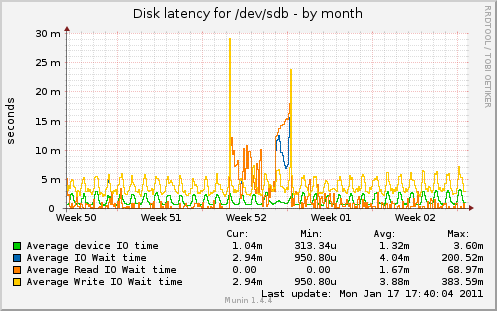 Disk latency for /dev/sdb - by month
RRDTOOL / TOBI OETIKER
seconds
30 m
25 m
20 m
15 m
10 m
5 m
0
Week 50 Week 51 Week 52 Week 01 Week 02
Cur: Min: Avg: Max:
Average device IO time 1.04m 313.34u 1.32m 3.60m
Average IO Wait time 2.94m 950.80u 4.04m 200.52m
Average Read IO Wait time 0.00 0.00 1.67m 68.97m
Average Write IO Wait time 2.94m 950.80u 3.88m 383.59m
Last update: Mon Jan 17 17:40:04 2011
Munin 1.4.4